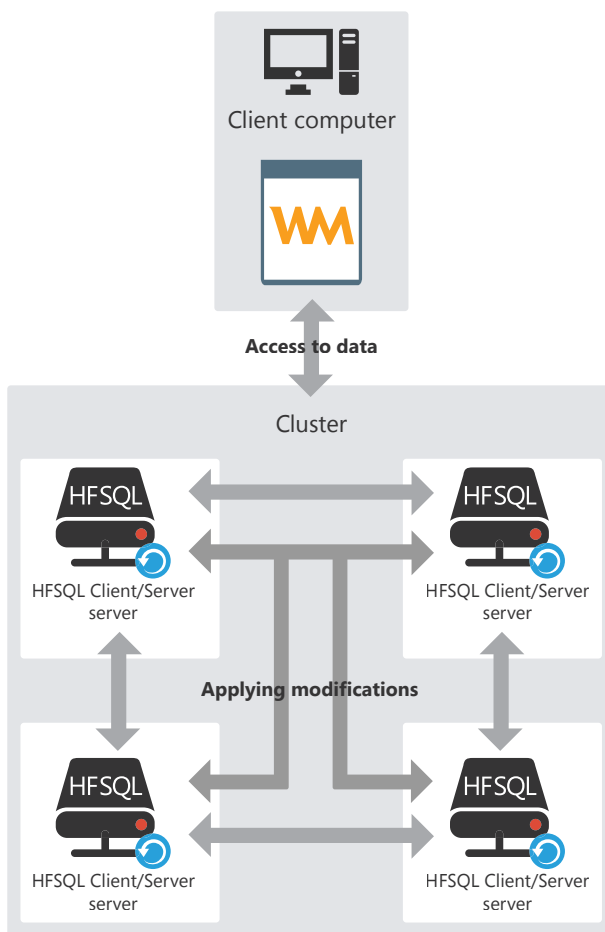 Client computer
WM
Access to data
Cluster
HFSQL
HFSQL
HFSQL Client/Server
server
HFSQL Client/Server
server
Applying modifications
HFSQL
HFSQL
HFSQL Client/Server
server
HFSQL Client/Server
server